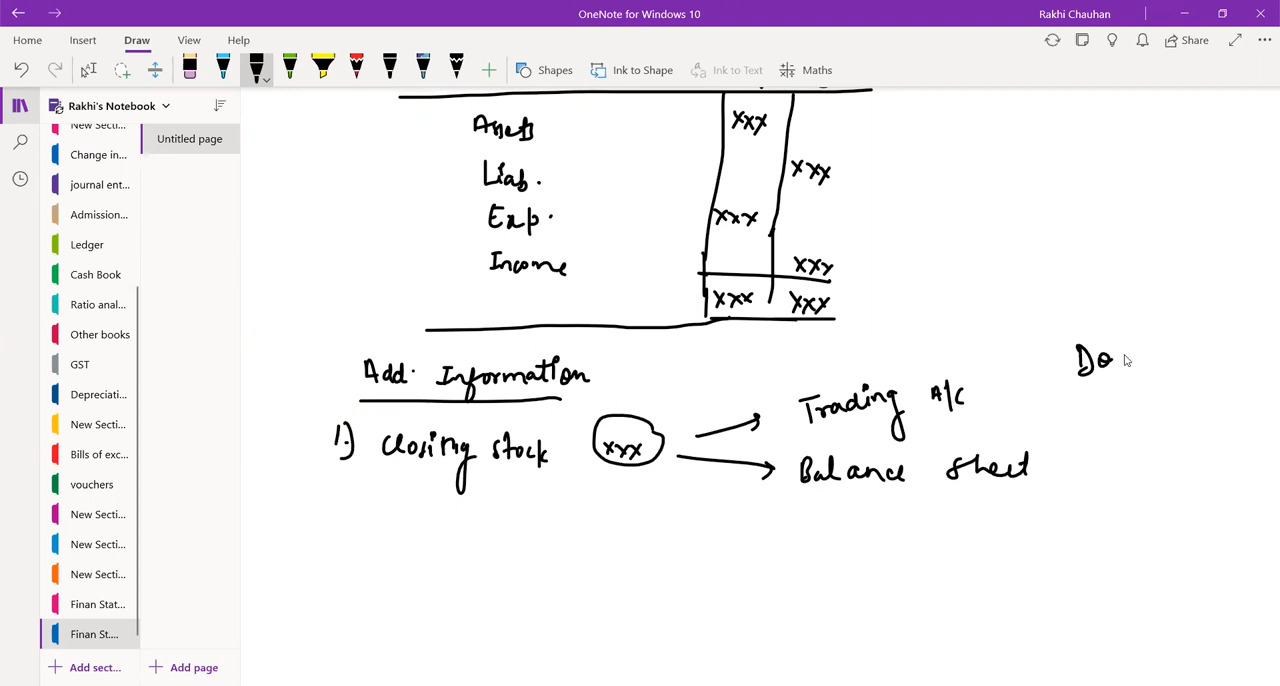 OneNote for Windows 10
Rakhi Chauhan
Home Insert Draw View Help
Share
Shapes Ink to Shape Ink to Text Maths
Rakhi's Notebook
Untitled page
New Secti...
Change in...
journal ent...
Admission...
Ledger
Cash Book
Ratio anal...
Other books
GST
Depreciati...
New Secti...
Bills of exc...
vouchers
New Secti...
New Secti...
New Secti...
Finan Stat...
Finan St....
Add sect...
Add page
Assets xxx
Liab. xxx
Exp. xxx
Income xxx
xxx xxx
Add. Information
1.) Closing stock xxx
Trading A/C
Balance Sheet
Do